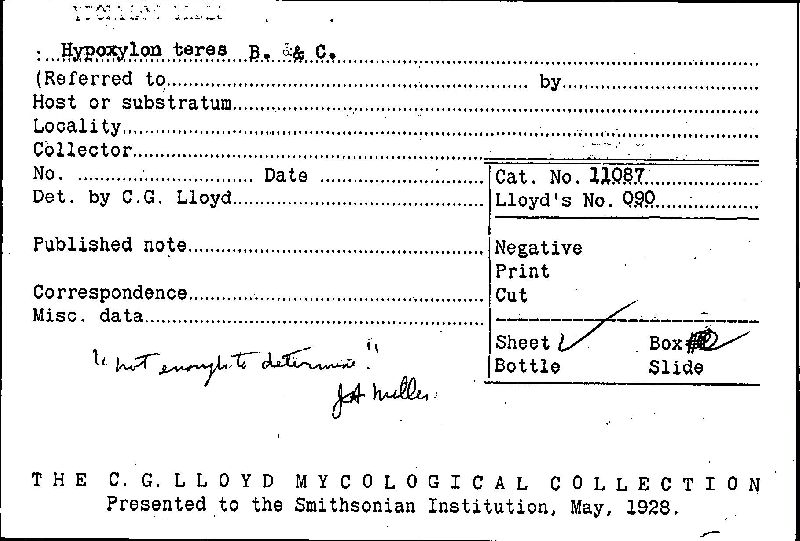 Hypoxylon teres B. & C.
(Referred to by
Host or substratum
Locality
Collector
No. Date
Det. by C.G. Lloyd
Cat. No. 11087
Lloyd's No. 090
Published note
Negative
Print
Cut
Correspondence
Misc. data
Sheet ✓ Box
Bottle Slide
"not enough to determine."
JH Miller
THE C.G. LLOYD MYCOLOGICAL COLLECTION
Presented to the Smithsonian Institution, May, 1928.